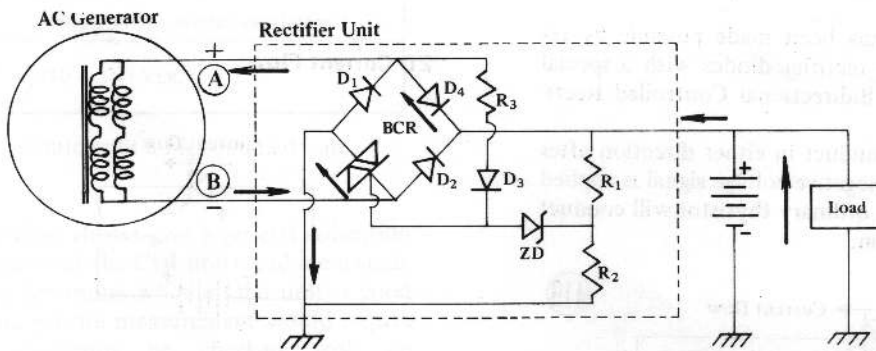 AC Generator
Rectifier Unit
+
A
B
−
D1
D4
BCR
D2
R3
D3
ZD
R1
R2
+
−
Load